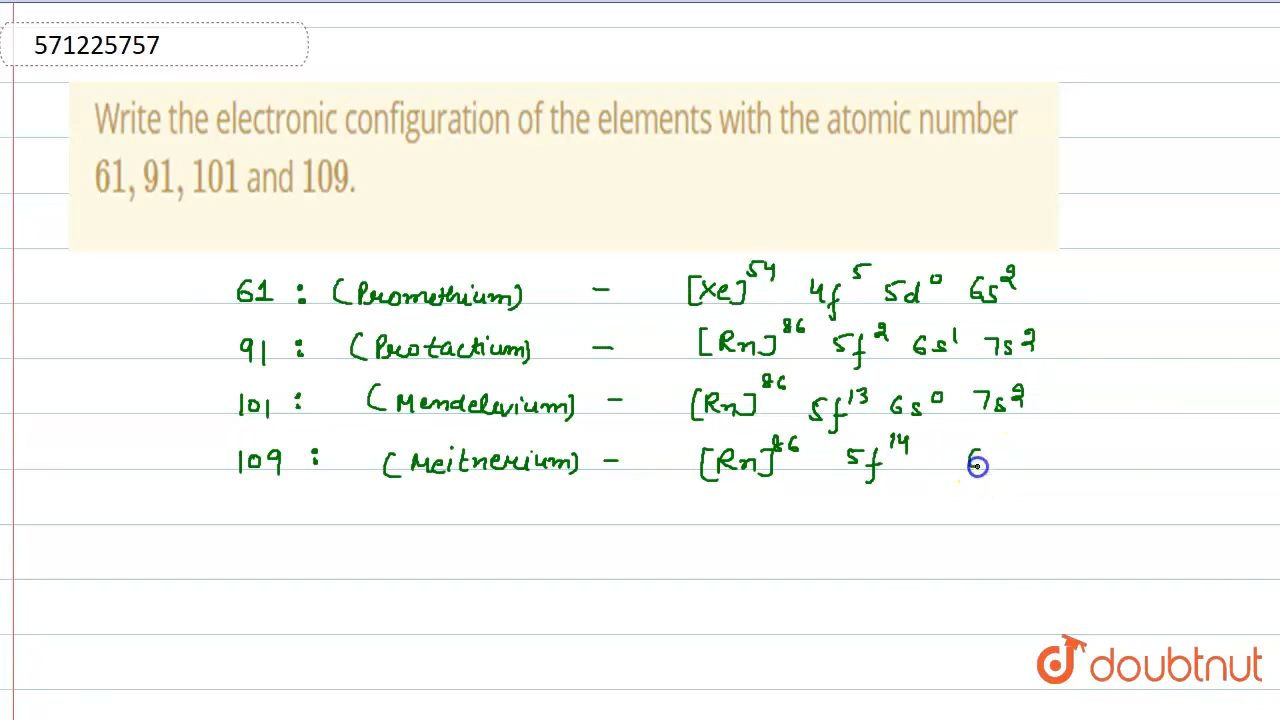 571225757
Write the electronic configuration of the elements with the atomic number
61, 91, 101 and 109.
61 : (Promethium) – [Xe]⁵⁴ 4f⁵ 5d⁰ 6s²
91 : (Protactium) – [Rn]⁸⁶ 5f² 6s¹ 7s²
101 : (Mendelevium) – [Rn]⁸⁶ 5f¹³ 6s⁰ 7s²
109 : (Meitnerium) – [Rn]⁸⁶ 5f¹⁴ 6
doubtnut